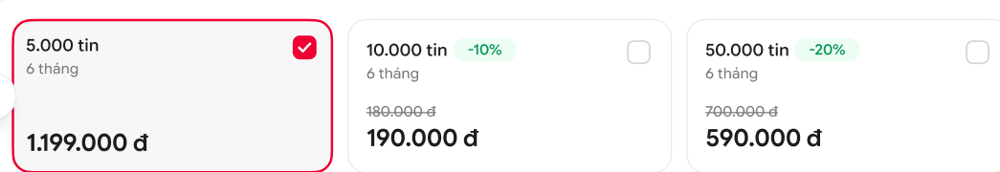 5.000 tin
6 tháng
1.199.000 đ
10.000 tin -10%
6 tháng
180.000 đ
190.000 đ
50.000 tin -20%
6 tháng
700.000 đ
590.000 đ